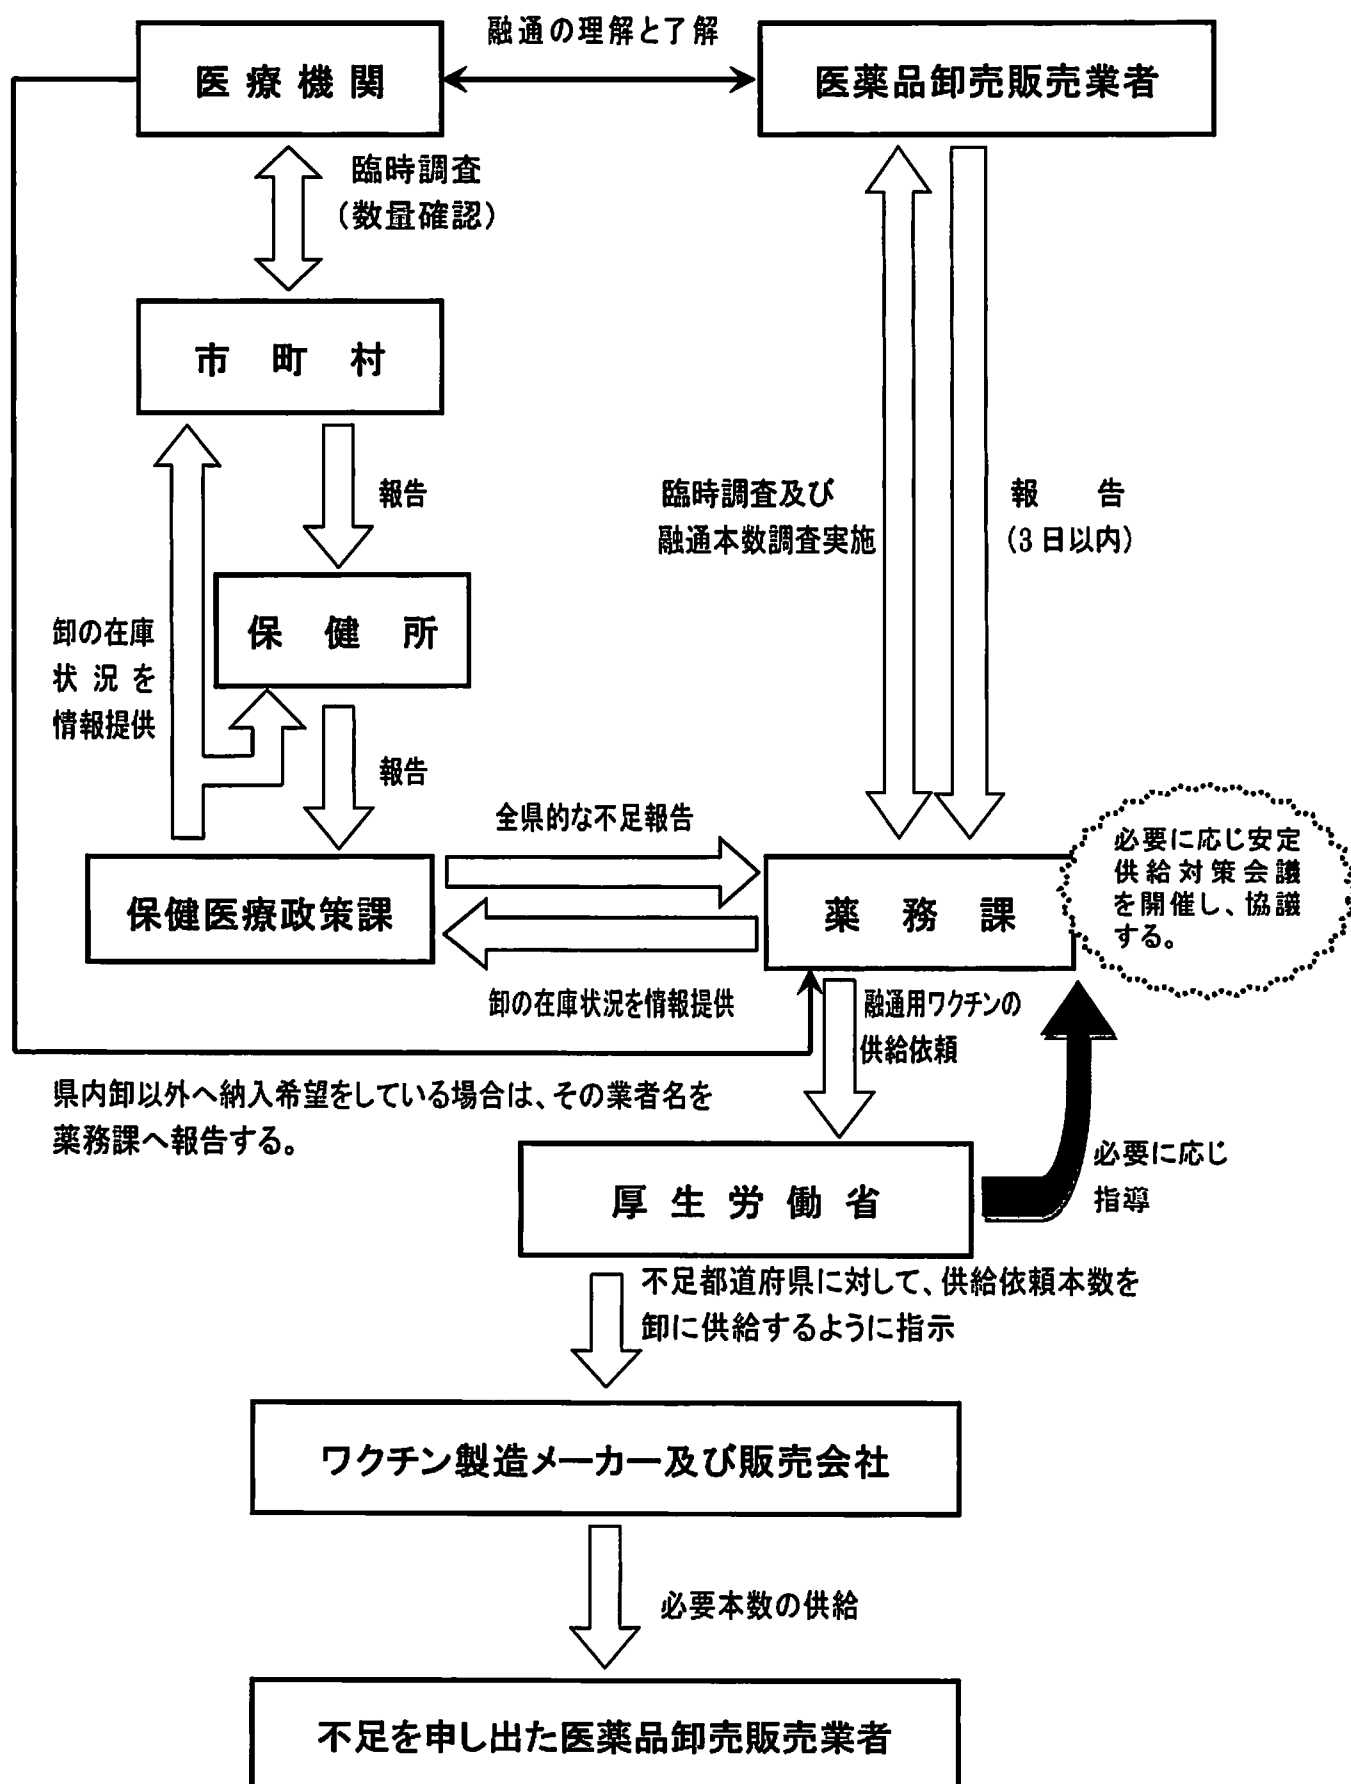 融通の理解と了解
医療機関
医薬品卸売販売業者
臨時調査
（数量確認）
市町村
報告
臨時調査及び
融通本数調査実施
報告
（3日以内）
保健所
卸の在庫
状況を
情報提供
報告
全県的な不足報告
必要に応じ安定
供給対策会議
を開催し、協議
する。
保健医療政策課
薬務課
卸の在庫状況を情報提供
融通用ワクチンの
供給依頼
県内卸以外へ納入希望をしている場合は、その業者名を
薬務課へ報告する。
厚生労働省
必要に応じ
指導
不足都道府県に対して、供給依頼本数を
卸に供給するように指示
ワクチン製造メーカー及び販売会社
必要本数の供給
不足を申し出た医薬品卸売販売業者